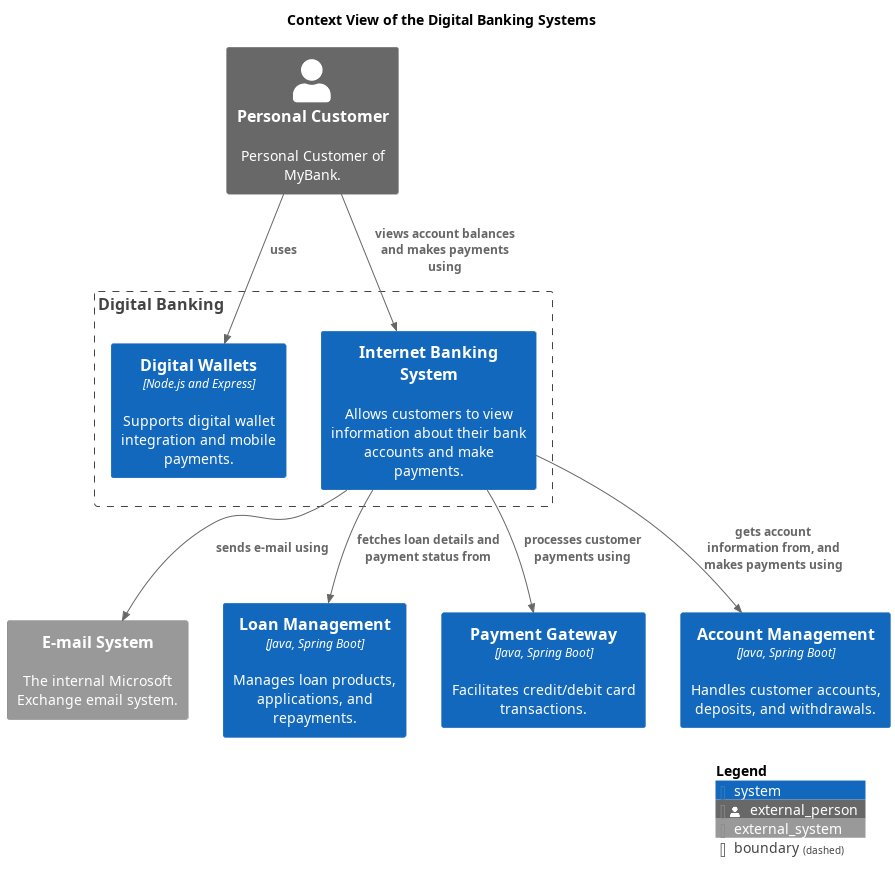 Context View of the Digital Banking Systems
Personal Customer
Personal Customer of
MyBank.
uses
views account balances
and makes payments
using
Digital Banking
Digital Wallets
[Node.js and Express]
Supports digital wallet
integration and mobile
payments.
Internet Banking
System
Allows customers to view
information about their bank
accounts and make
payments.
sends e-mail using
fetches loan details and
payment status from
processes customer
payments using
gets account
information from, and
makes payments using
E-mail System
The internal Microsoft
Exchange email system.
Loan Management
[Java, Spring Boot]
Manages loan products,
applications, and
repayments.
Payment Gateway
[Java, Spring Boot]
Facilitates credit/debit card
transactions.
Account Management
[Java, Spring Boot]
Handles customer accounts,
deposits, and withdrawals.
Legend
system
external_person
external_system
boundary (dashed)